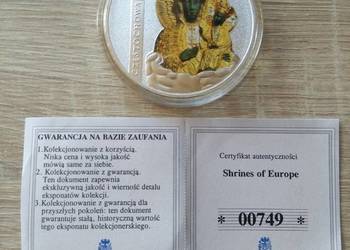 CZĘSTOCHOWA
GWARANCJA NA BAZIE ZAUFANIA
1.Kolekcjonowanie z korzyścią.
Niska cena i wysoka jakość
mówią same za siebie.
2. Kolekcjonowanie z gwarancją.
Ten dokument zapewnia
ekskluzywną jakość i wierność detalu
eksponatów kolekcji.
3.Kolekcjonowanie z gwarancją dla
przyszłych pokoleń: ten dokument
gwarantuje stałą, historyczną wartość
tego eksponatu kolekcjonerskiego.
Certyfikat autentyczności
Shrines of Europe
* 00749 *